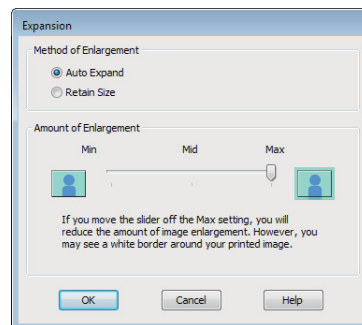 Expansion
Method of Enlargement
Auto Expand
Retain Size
Amount of Enlargement
Min Mid Max
If you move the slider off the Max setting, you will
reduce the amount of image enlargement. However, you
may see a white border around your printed image.
OK Cancel Help